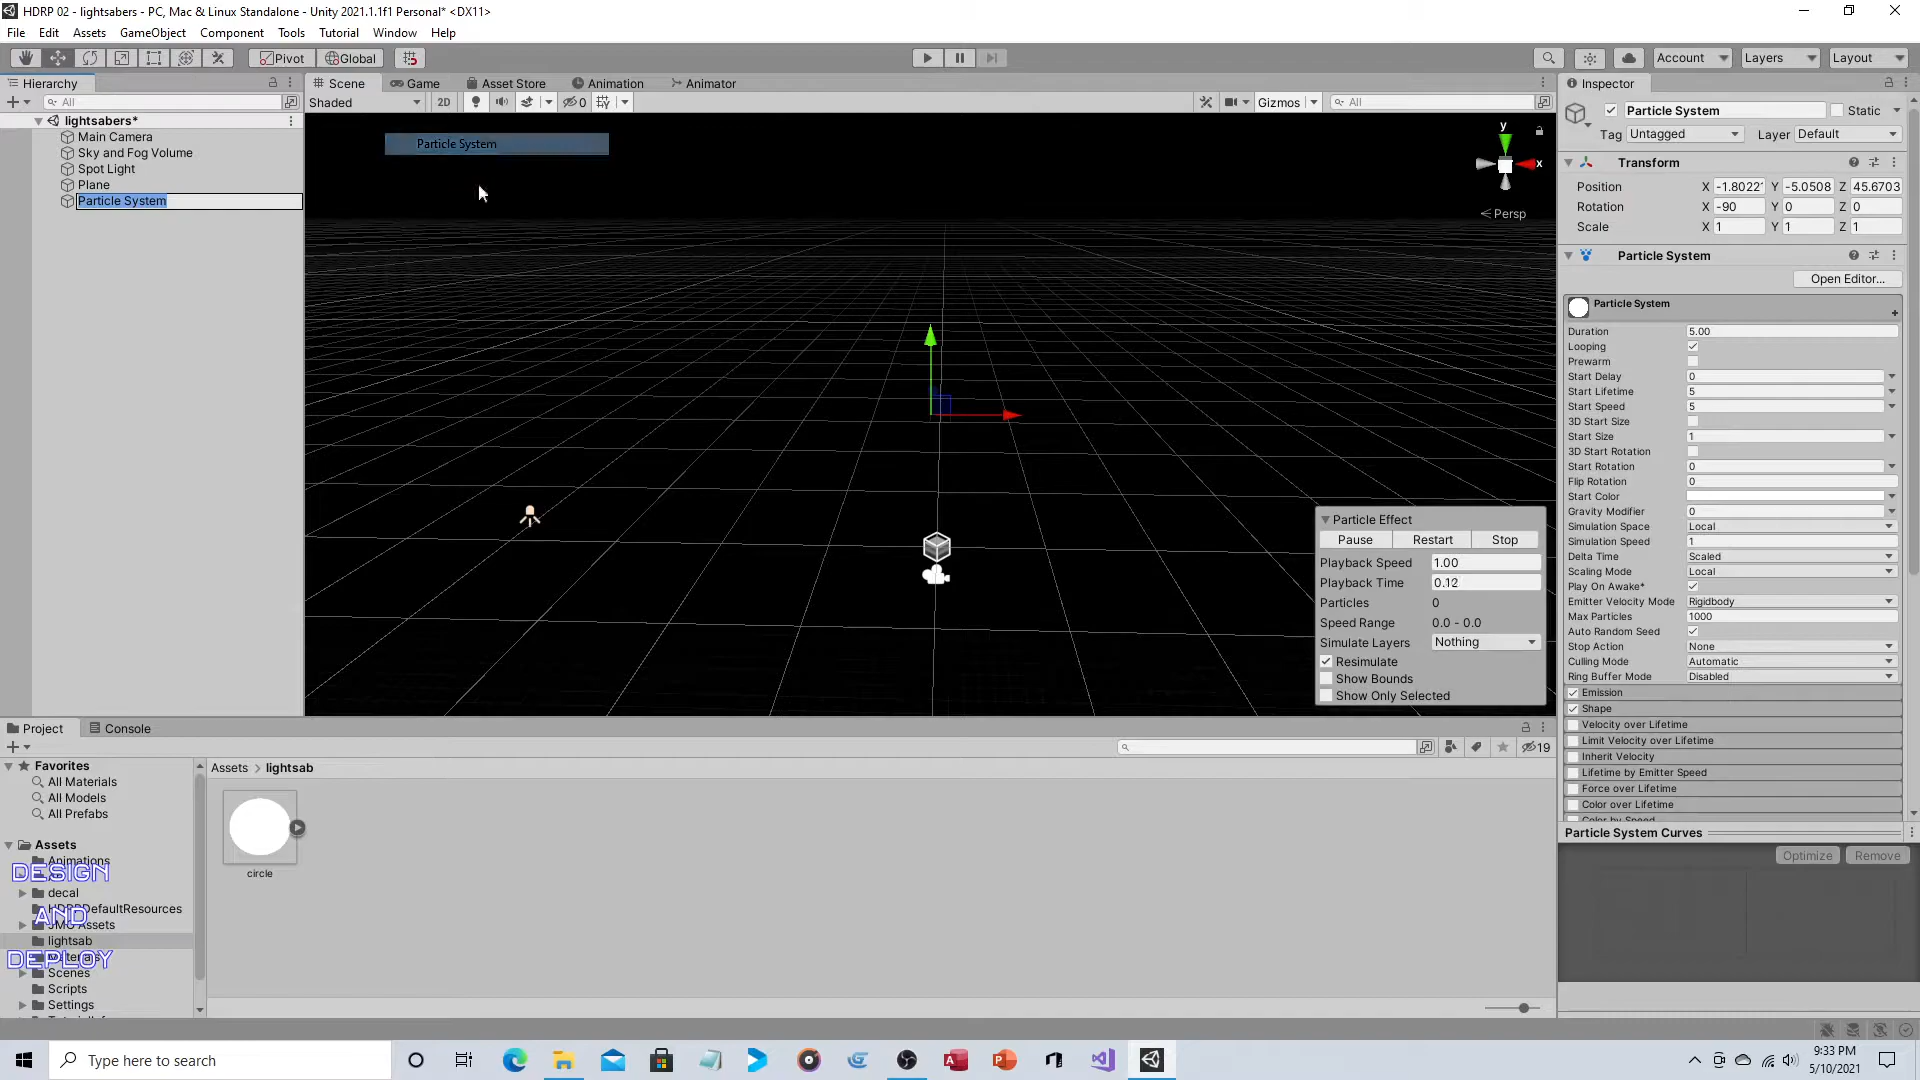 HDRP 02 - lightsabers - PC, Mac & Linux Standalone - Unity 2021.1.1f1 Personal* <DX11>
File Edit Assets GameObject Component Tools Tutorial Window Help
Pivot Global Account Layers Layout
Hierarchy
All
lightsabers*
Main Camera
Sky and Fog Volume
Spot Light
Plane
Particle System
Scene Game Asset Store Animation Animator
Shaded 2D 0 Gizmos All
Particle System
y
x
Persp
Particle Effect
Pause Restart Stop
Playback Speed 1.00
Playback Time 0.12
Particles 0
Speed Range 0.0 - 0.0
Simulate Layers Nothing
Resimulate
Show Bounds
Show Only Selected
Inspector
Particle System Static
Tag Untagged Layer Default
Transform
Position X -1.8022 Y -5.0508 Z 45.6703
Rotation X -90 Y 0 Z 0
Scale X 1 Y 1 Z 1
Particle System
Open Editor...
Particle System
Duration 5.00
Looping
Prewarm
Start Delay 0
Start Lifetime 5
Start Speed 5
3D Start Size
Start Size 1
3D Start Rotation
Start Rotation 0
Flip Rotation 0
Start Color
Gravity Modifier 0
Simulation Space Local
Simulation Speed 1
Delta Time Scaled
Scaling Mode Local
Play On Awake*
Emitter Velocity Mode Rigidbody
Max Particles 1000
Auto Random Seed
Stop Action None
Culling Mode Automatic
Ring Buffer Mode Disabled
Emission
Shape
Velocity over Lifetime
Limit Velocity over Lifetime
Inherit Velocity
Lifetime by Emitter Speed
Force over Lifetime
Color over Lifetime
Color by Speed
Particle System Curves
Optimize Remove
Project Console
19
Favorites
All Materials
All Models
All Prefabs
Assets
Animations
decal
HDRPDefaultResources
JMO Assets
lightsab
Materials
Scenes
Scripts
Settings
DESIGN
AND
DEPLOY
Assets > lightsab
circle
Type here to search
9:33 PM
5/10/2021